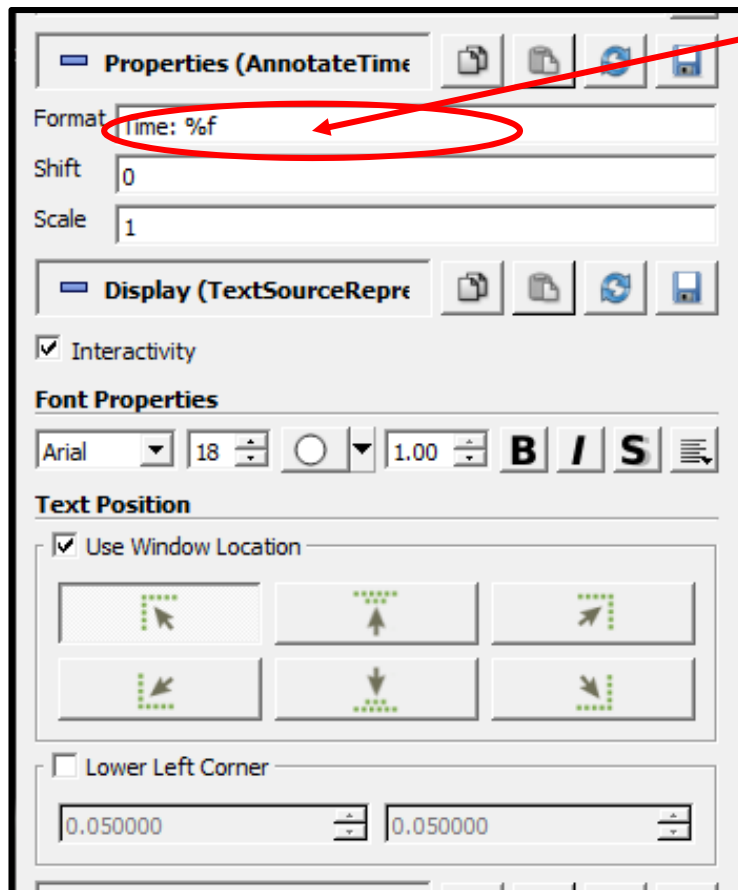 Properties (AnnotateTime
Format Time: %f
Shift 0
Scale 1
Display (TextSourceRepre
Interactivity
Font Properties
Arial 18 1.00 B I S
Text Position
Use Window Location
Lower Left Corner
0.050000 0.050000